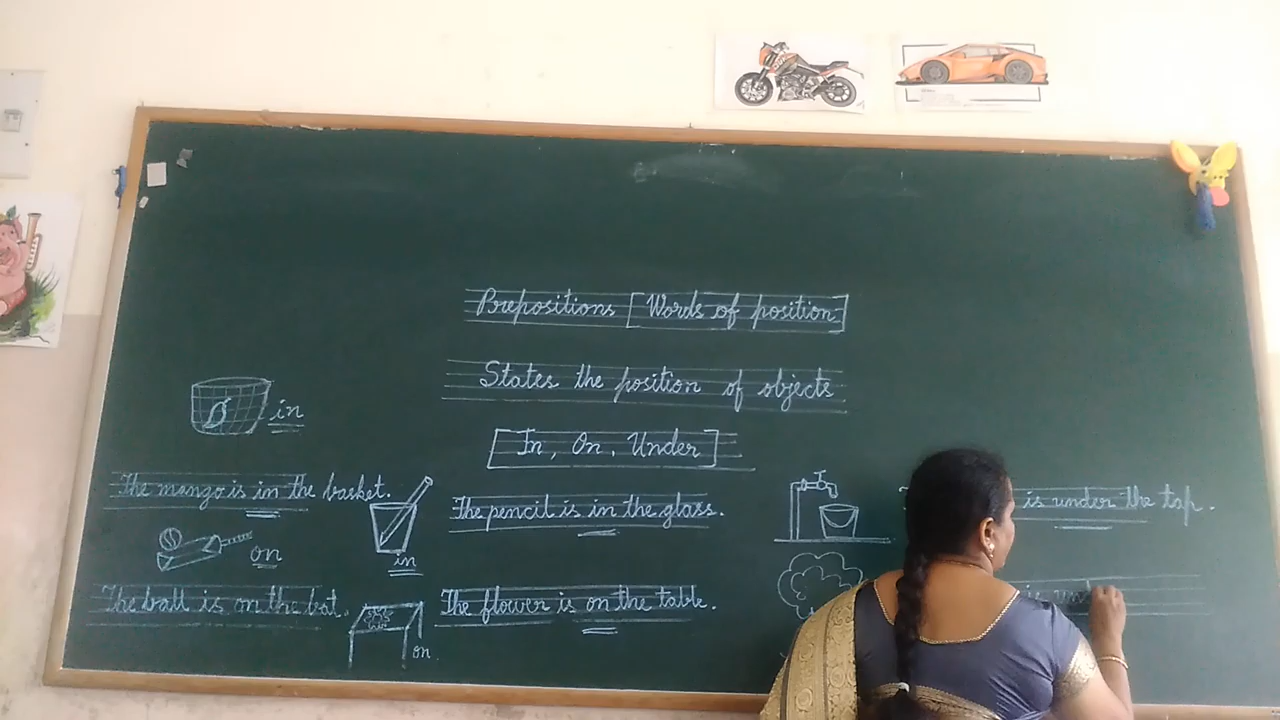 Prepositions [Words of position]
States the position of objects
[In, On, Under]
in
The mango is in the basket.
on
The ball is on the bat.
in
The pencil is in the glass.
on
The flower is on the table.
is under the tap.